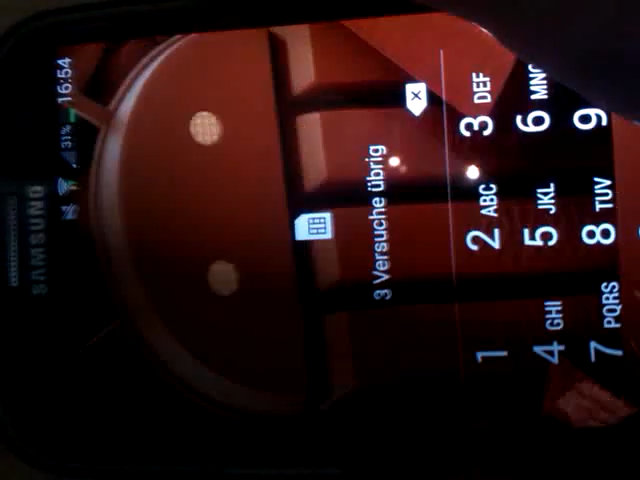 SAMSUNG
31% 16:54
3 Versuche übrig
1 2 ABC 3 DEF
4 GHI 5 JKL 6 MNO
7 PQRS 8 TUV 9